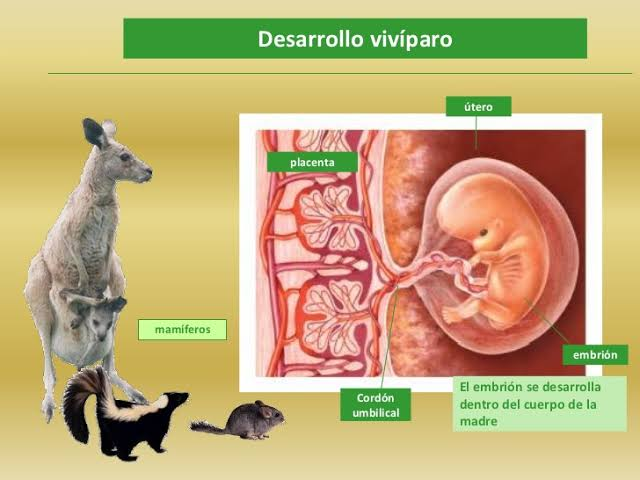 Desarrollo vivíparo
útero
placenta
mamíferos
embrión
Cordón
umbilical
El embrión se desarrolla
dentro del cuerpo de la
madre